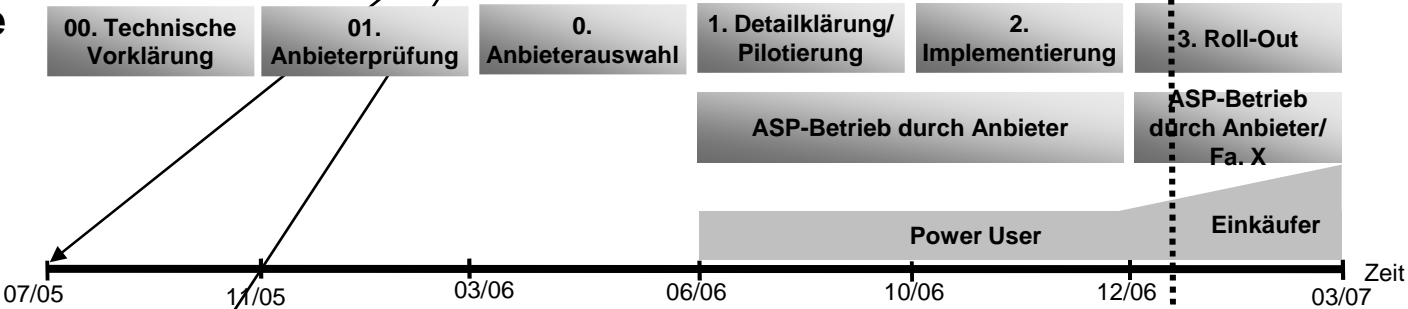 e
00. Technische
Vorklärung
01.
Anbieterprüfung
0.
Anbieterauswahl
1. Detailklärung/
Pilotierung
2.
Implementierung
3. Roll-Out
ASP-Betrieb durch Anbieter
ASP-Betrieb
durch Anbieter/
Fa. X
Power User
Einkäufer
Zeit
07/05
11/05
03/06
06/06
10/06
12/06
03/07